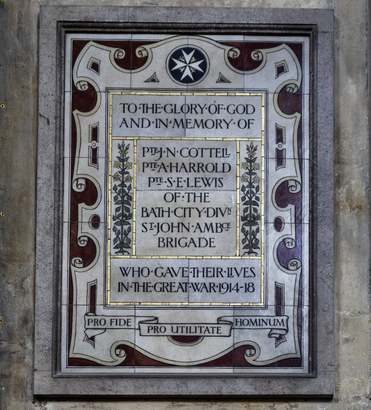 TO·THE·GLORY·OF·GOD
AND·IN·MEMORY·OF
PTE J·N·COTTELL
PTE A·HARROLD
PTE·S·E·LEWIS
OF·THE
BATH·CITY·DIVN
ST·JOHN·AMBCE
BRIGADE
WHO·GAVE·THEIR·LIVES
IN·THE·GREAT·WAR·1914-18
PRO FIDE PRO UTILITATE HOMINUM